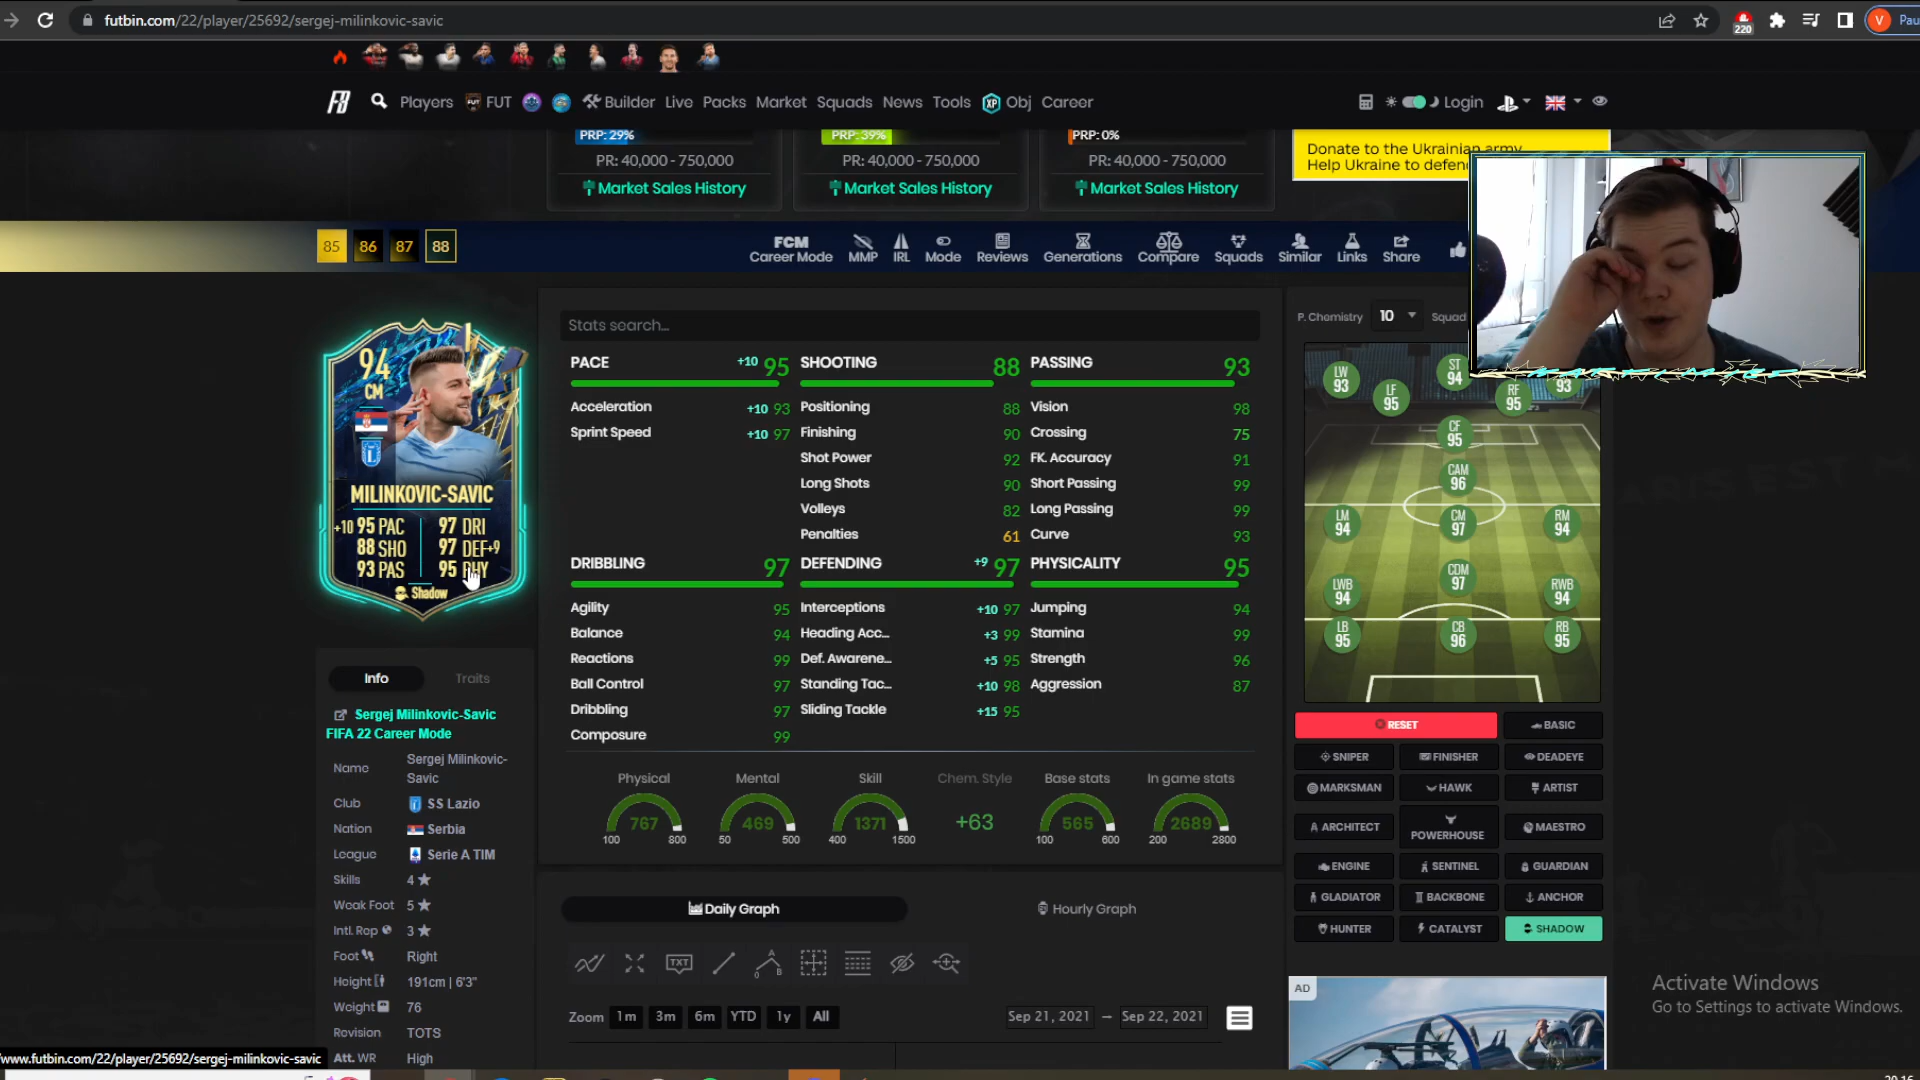 futbin.com/22/player/25692/sergej-milinkovic-savic
220
V Pau
Players FUT Builder Live Packs Market Squads News Tools XP Obj Career Login
PRP: 29% PRP: 39% PRP: 0%
PR: 40,000 - 750,000 PR: 40,000 - 750,000 PR: 40,000 - 750,000
Market Sales History Market Sales History Market Sales History
Donate to the Ukrainian army
Help Ukraine to defend
85 86 87 88
FCM
Career Mode MMP IRL Mode Reviews Generations Compare Squads Similar Links Share
94
CM
MILINKOVIC-SAVIC
+10 95 PAC 97 DRI
88 SHO 97 DEF+9
93 PAS 95 PHY
Shadow
Stats search...
PACE +10 95
Acceleration +10 93
Sprint Speed +10 97
SHOOTING 88
Positioning 88
Finishing 90
Shot Power 92
Long Shots 90
Volleys 82
Penalties 61
PASSING 93
Vision 98
Crossing 75
FK. Accuracy 91
Short Passing 99
Long Passing 99
Curve 93
DRIBBLING 97
Agility 95
Balance 94
Reactions 99
Ball Control 97
Dribbling 97
Composure 99
DEFENDING +9 97
Interceptions +10 97
Heading Acc... +3 99
Def. Awarene... +5 95
Standing Tac... +10 98
Sliding Tackle +15 95
PHYSICALITY 95
Jumping 94
Stamina 99
Strength 96
Aggression 87
Physical Mental Skill Chem. Style Base stats In game stats
767 469 1371 +63 565 2689
100 800 50 500 400 1500 100 600 200 2800
P. Chemistry 10 Squad
LW
93
ST
94
93
LF
95
RF
95
CF
95
CAM
96
LM
94
CM
97
RM
94
LWB
94
CDM
97
RWB
94
LB
95
CB
96
RB
95
RESET BASIC
SNIPER FINISHER DEADEYE
MARKSMAN HAWK ARTIST
ARCHITECT POWERHOUSE MAESTRO
ENGINE SENTINEL GUARDIAN
GLADIATOR BACKBONE ANCHOR
HUNTER CATALYST SHADOW
Info Traits
Sergej Milinkovic-Savic
FIFA 22 Career Mode
Name Sergej Milinkovic-
Savic
Club SS Lazio
Nation Serbia
League Serie A TIM
Skills 4
Weak Foot 5
Intl. Rep 3
Foot Right
Height 191cm | 6'3"
Weight 76
Revision TOTS
Att. WR High
Daily Graph Hourly Graph
TXT
Zoom 1m 3m 6m YTD 1y All
Sep 21, 2021 – Sep 22, 2021
AD
Activate Windows
Go to Settings to activate Windows.
/www.futbin.com/22/player/25692/sergej-milinkovic-savic
20.16